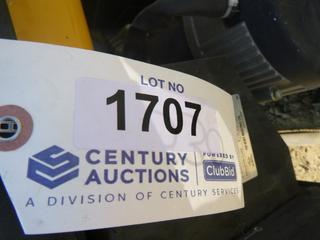 LOT NO
1707
CENTURY
AUCTIONS
POWERED BY
ClubBid
A DIVISION OF CENTURY SERVICES